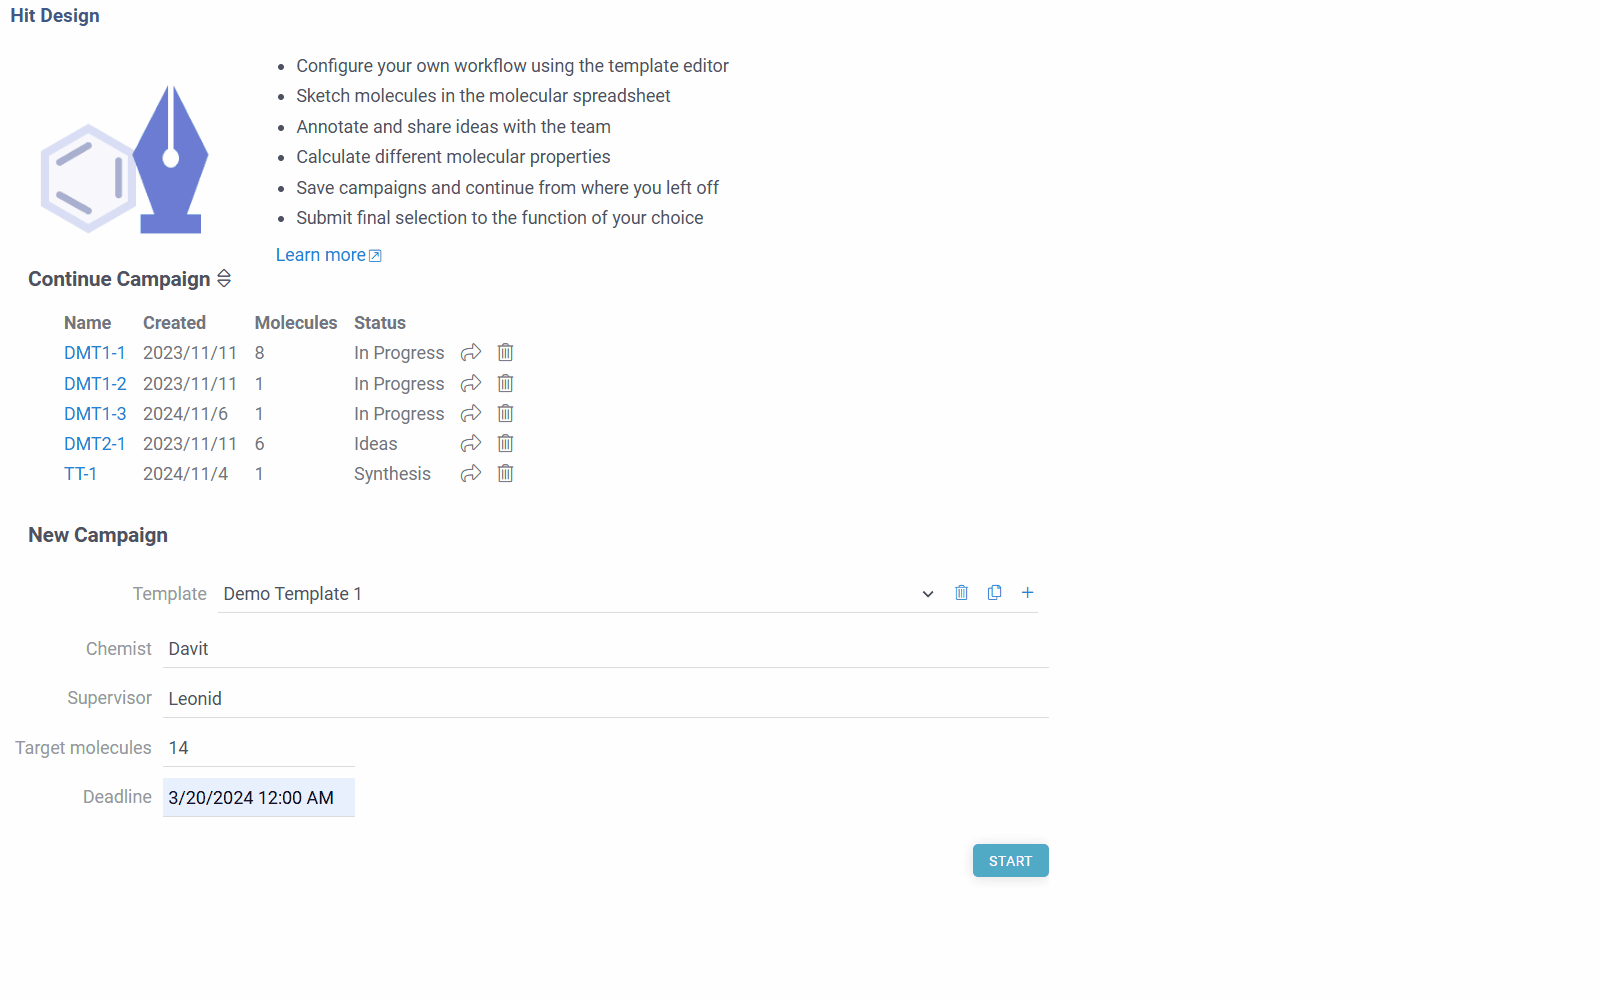 Hit Design
Configure your own workflow using the template editor
Sketch molecules in the molecular spreadsheet
Annotate and share ideas with the team
Calculate different molecular properties
Save campaigns and continue from where you left off
Submit final selection to the function of your choice
Learn more
Continue Campaign
Name Created Molecules Status
DMT1-1 2023/11/11 8 In Progress
DMT1-2 2023/11/11 1 In Progress
DMT1-3 2024/11/6 1 In Progress
DMT2-1 2023/11/11 6 Ideas
TT-1 2024/11/4 1 Synthesis
New Campaign
Template Demo Template 1
Chemist Davit
Supervisor Leonid
Target molecules 14
Deadline 3/20/2024 12:00 AM
START